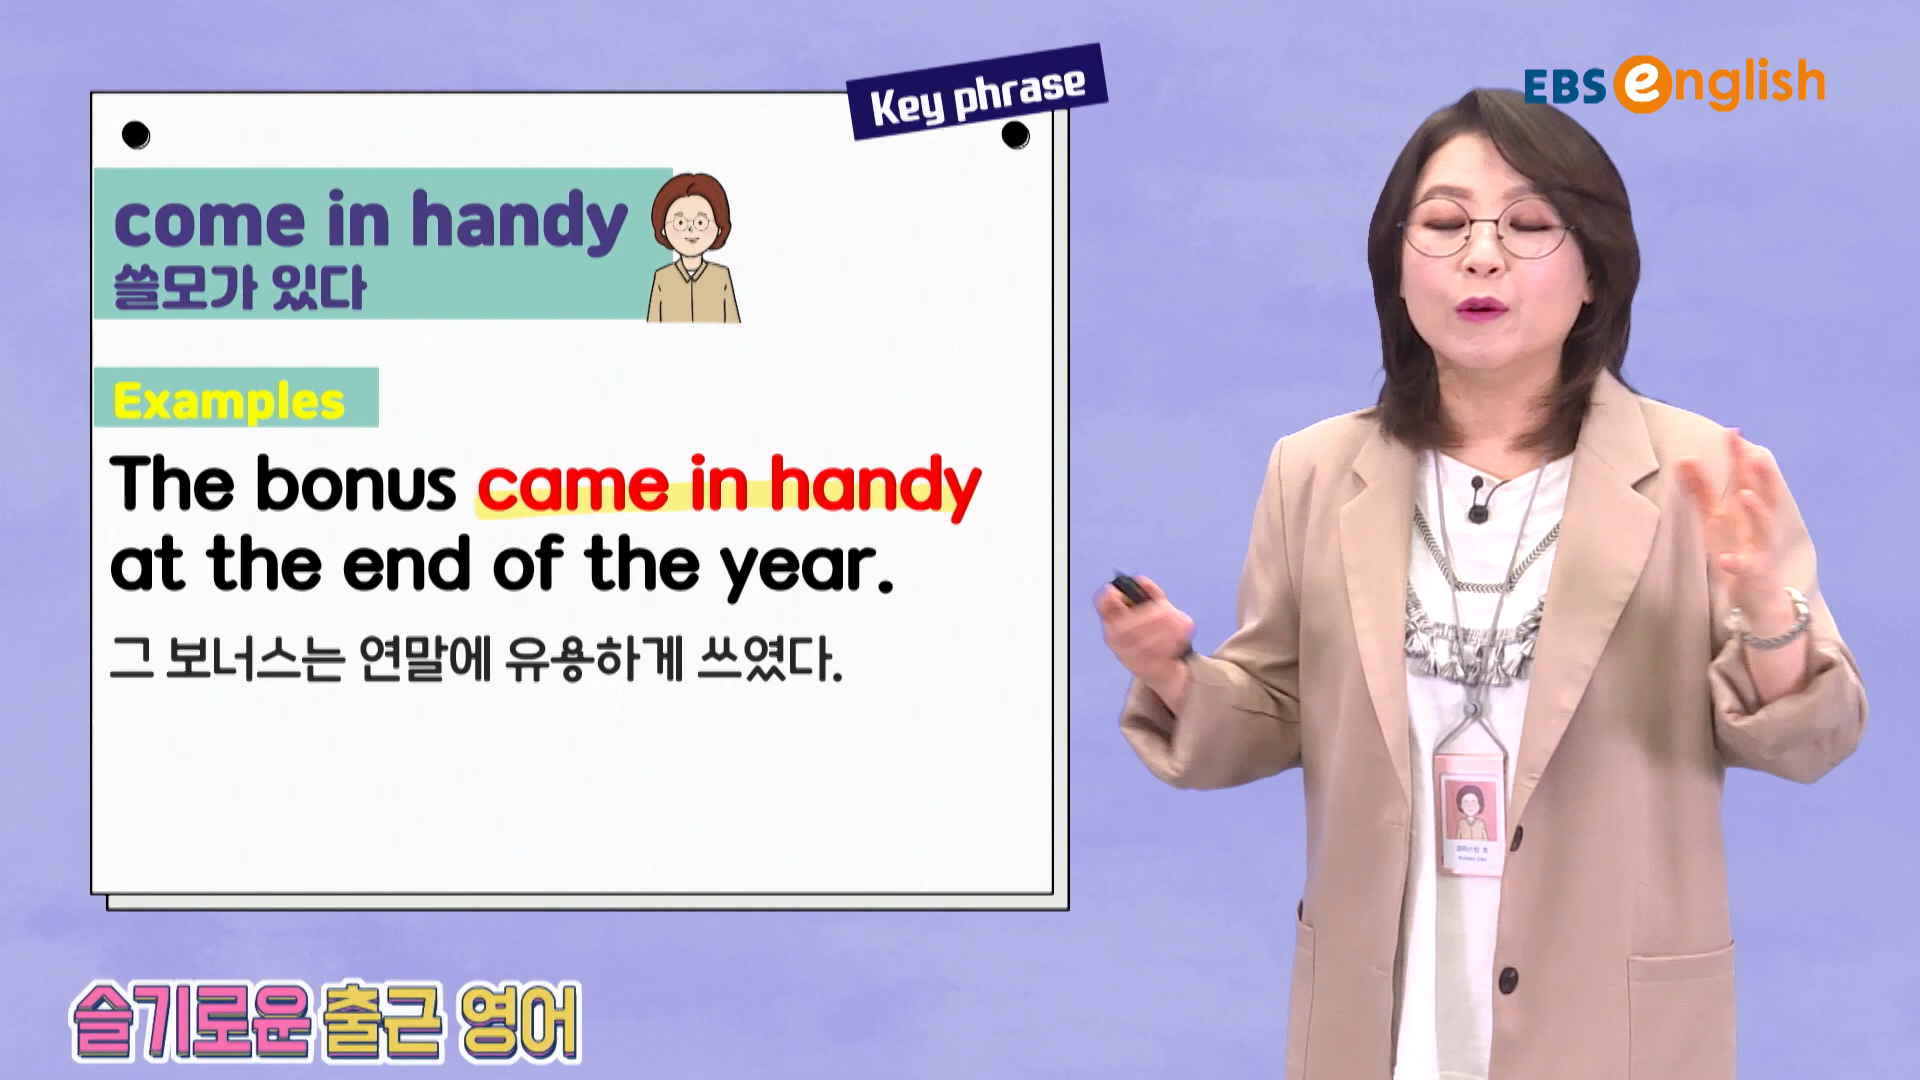 EBS English
Key phrase
come in handy
쓸모가 있다
Examples
The bonus came in handy
at the end of the year.
그 보너스는 연말에 유용하게 쓰였다.
슬기로운 출근 영어